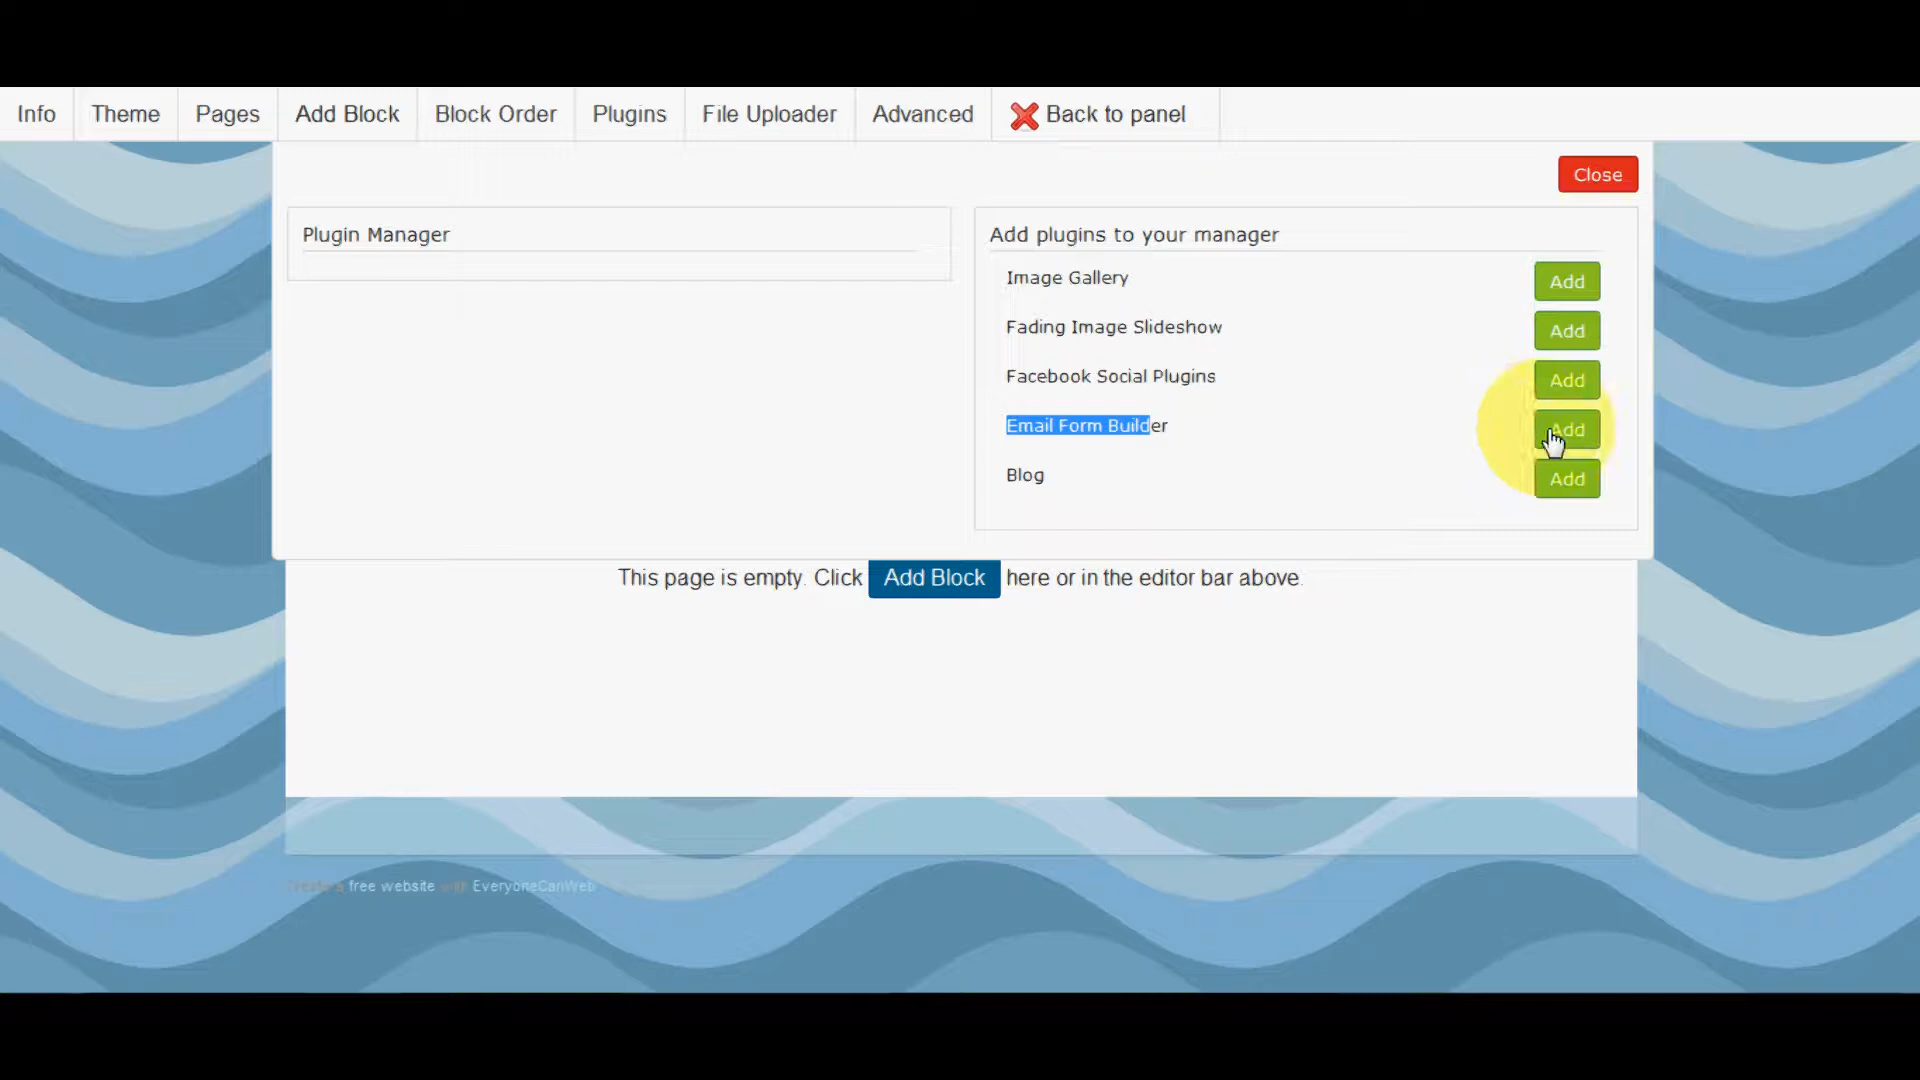 Info Theme Pages Add Block Block Order Plugins File Uploader Advanced Back to panel
Close
Plugin Manager
Add plugins to your manager
Image Gallery Add
Fading Image Slideshow Add
Facebook Social Plugins Add
Email Form Builder Add
Blog Add
This page is empty. Click Add Block here or in the editor bar above.
Create a free website with EveryoneCanWeb